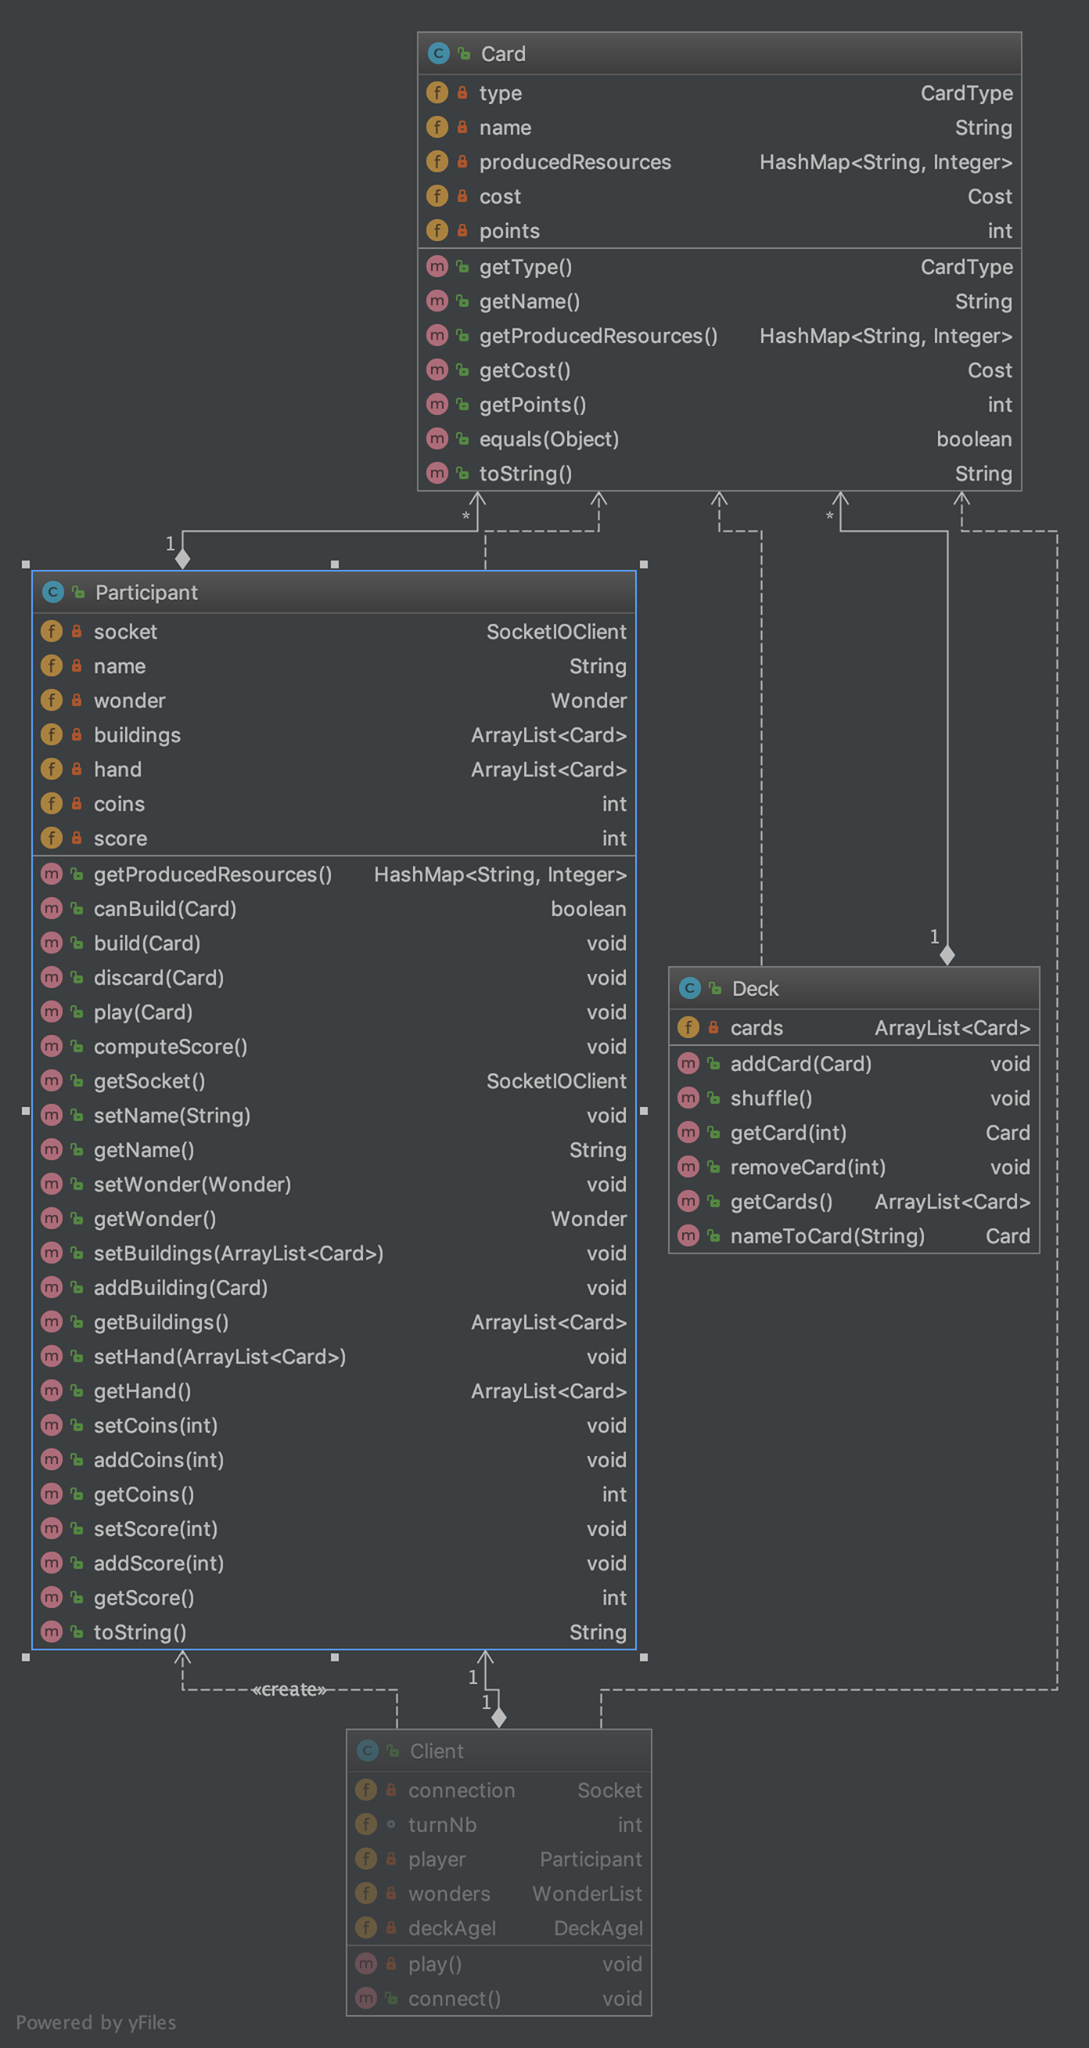 Card
type CardType
name String
producedResources HashMap<String, Integer>
cost Cost
points int
getType() CardType
getName() String
getProducedResources() HashMap<String, Integer>
getCost() Cost
getPoints() int
equals(Object) boolean
toString() String
* *
1
Participant
socket SocketIOClient
name String
wonder Wonder
buildings ArrayList<Card>
hand ArrayList<Card>
coins int
score int
getProducedResources() HashMap<String, Integer>
canBuild(Card) boolean
build(Card) void
discard(Card) void
play(Card) void
computeScore() void
getSocket() SocketIOClient
setName(String) void
getName() String
setWonder(Wonder) void
getWonder() Wonder
setBuildings(ArrayList<Card>) void
addBuilding(Card) void
getBuildings() ArrayList<Card>
setHand(ArrayList<Card>) void
getHand() ArrayList<Card>
setCoins(int) void
addCoins(int) void
getCoins() int
setScore(int) void
addScore(int) void
getScore() int
toString() String
1
Deck
cards ArrayList<Card>
addCard(Card) void
shuffle() void
getCard(int) Card
removeCard(int) void
getCards() ArrayList<Card>
nameToCard(String) Card
1
«create»
1
Client
connection Socket
turnNb int
player Participant
wonders WonderList
deckAgeI DeckAgeI
play() void
connect() void
Powered by yFiles